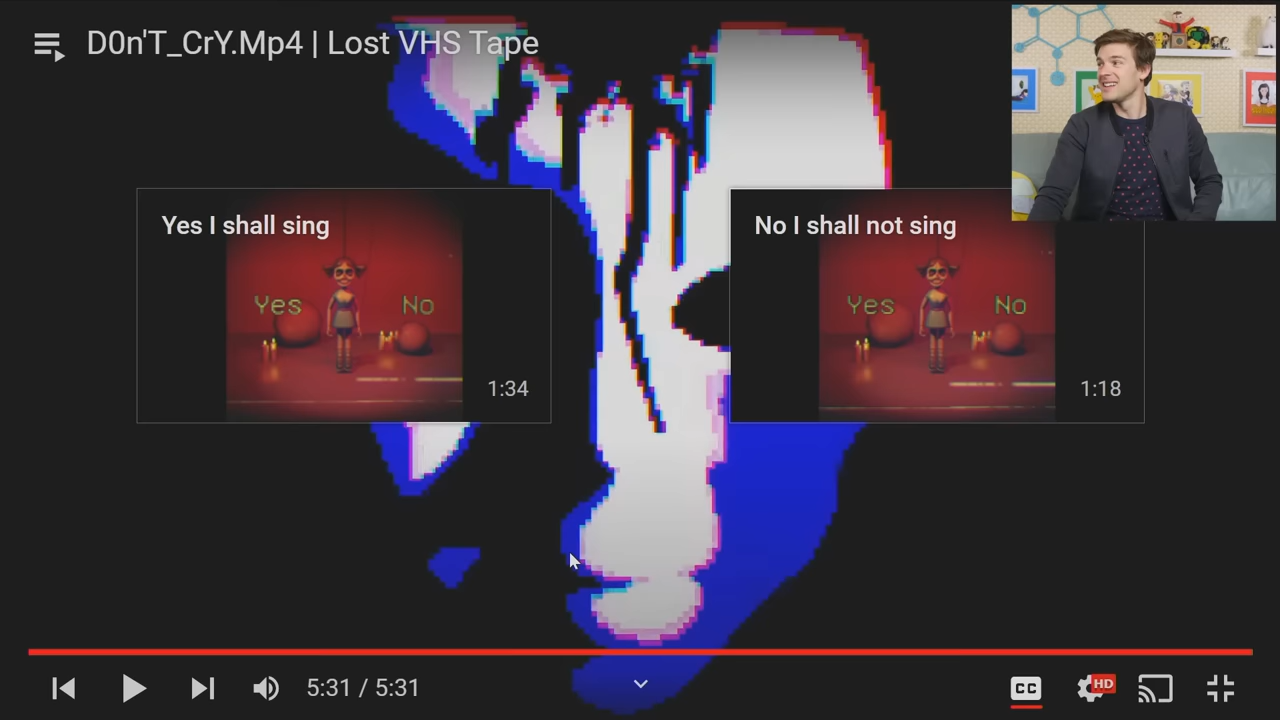 D0n'T_CrY.Mp4 | Lost VHS Tape
Yes I shall sing
Yes No
1:34
No I shall not sing
Yes No
1:18
5:31 / 5:31
CC
HD